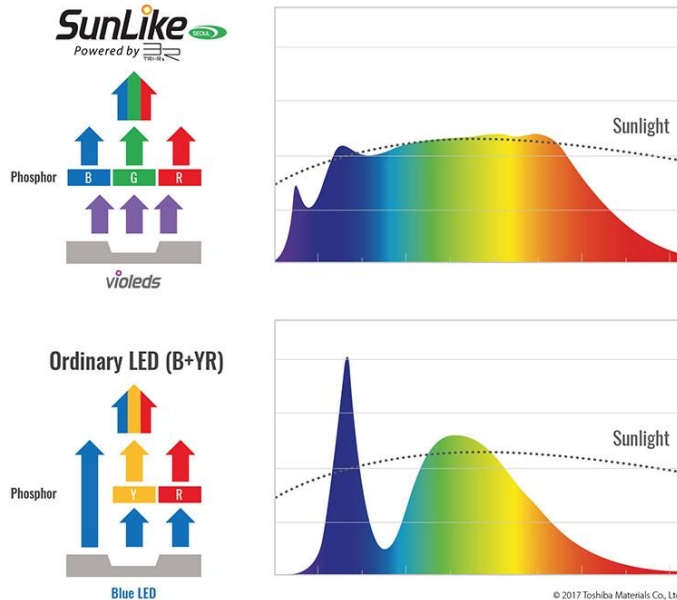 SunLike SEOUL
Powered by 3R
TRI-R
Phosphor B G R
violeds
Sunlight
Ordinary LED (B+YR)
Phosphor Y R
Blue LED
Sunlight
© 2017 Toshiba Materials Co., Ltd